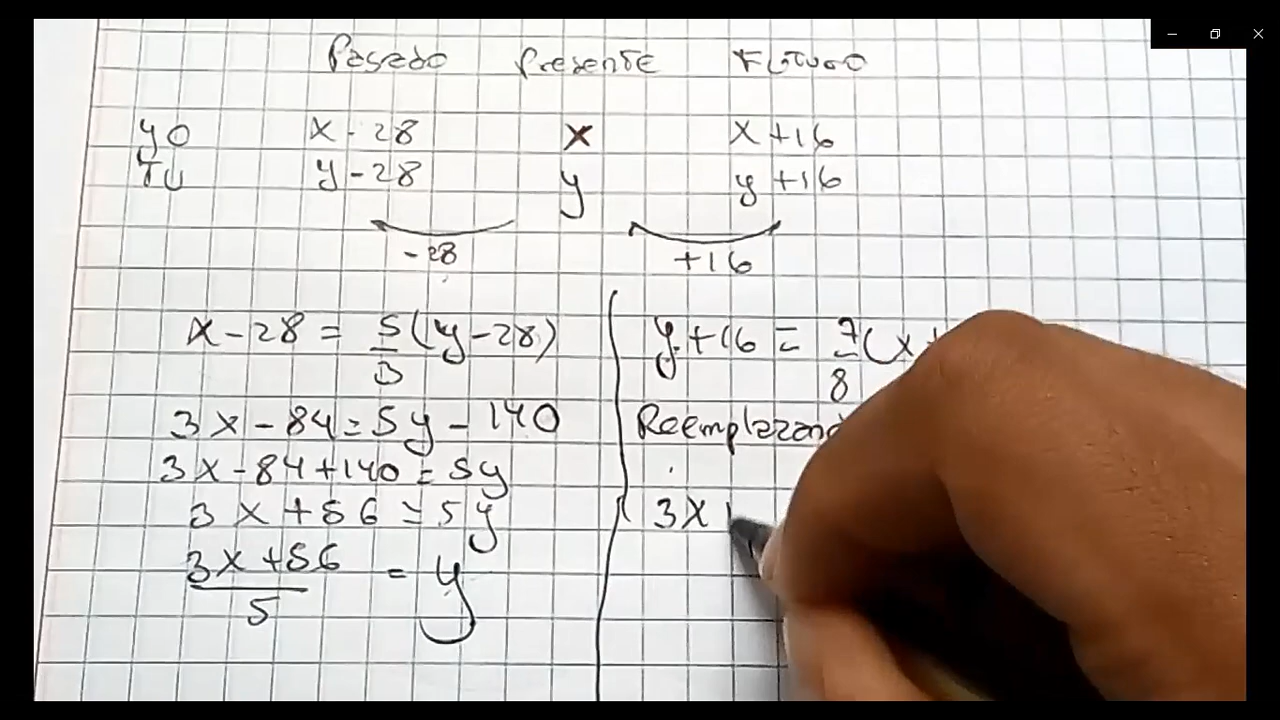 Pasado Presente Futuro
yo x-28 x x+16
Tu y-28 y y+16
-28 +16
x-28 = 5/3 (y-28)
3x-84=5y-140
3x-84+140=5y
3x+56=5y
3x+56/5 = y
y+16 = 7/8 (x+
Reemplazand
3x